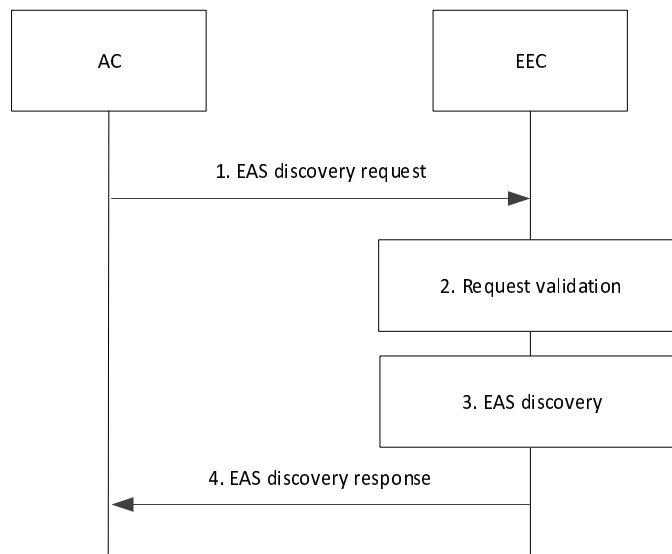 AC
EEC
1. EAS discovery request
2. Request validation
3. EAS discovery
4. EAS discovery response